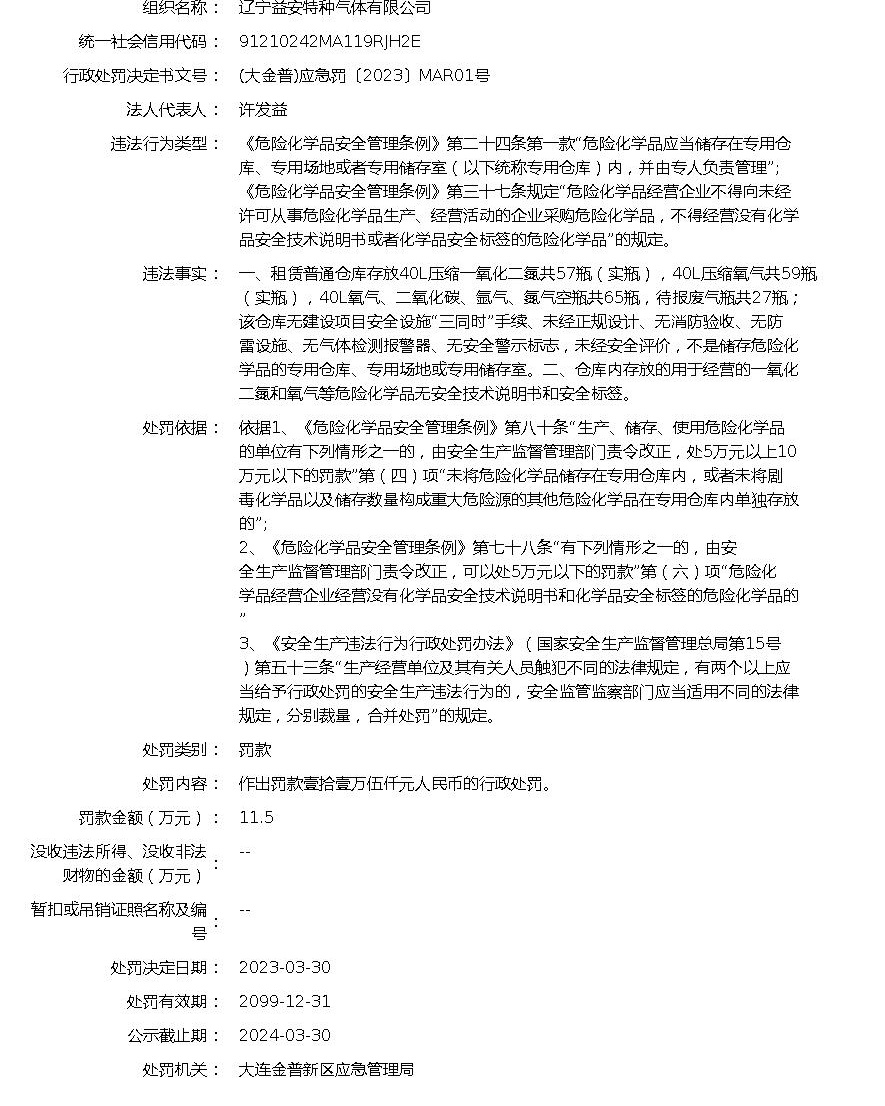 组织名称： 辽宁益安特种气体有限公司
统一社会信用代码： 91210242MA119RJH2E
行政处罚决定书文号： (大金普)应急罚〔2023〕MAR01号
法人代表人： 许发益
违法行为类型： 《危险化学品安全管理条例》第二十四条第一款“危险化学品应当储存在专用仓
库、专用场地或者专用储存室（以下统称专用仓库）内，并由专人负责管理”;
《危险化学品安全管理条例》第三十七条规定“危险化学品经营企业不得向未经
许可从事危险化学品生产、经营活动的企业采购危险化学品，不得经营没有化学
品安全技术说明书或者化学品安全标签的危险化学品”的规定。
违法事实： 一、租赁普通仓库存放40L压缩一氧化二氮共57瓶（实瓶），40L压缩氧气共59瓶
（实瓶），40L氧气、二氧化碳、氩气、氮气空瓶共65瓶，待报废气瓶共27瓶；
该仓库无建设项目安全设施“三同时”手续、未经正规设计、无消防验收、无防
雷设施、无气体检测报警器、无安全警示标志，未经安全评价，不是储存危险化
学品的专用仓库、专用场地或专用储存室。二、仓库内存放的用于经营的一氧化
二氮和氧气等危险化学品无安全技术说明书和安全标签。
处罚依据： 依据1、《危险化学品安全管理条例》第八十条“生产、储存、使用危险化学品
的单位有下列情形之一的，由安全生产监督管理部门责令改正，处5万元以上10
万元以下的罚款”第（四）项“未将危险化学品储存在专用仓库内，或者未将剧
毒化学品以及储存数量构成重大危险源的其他危险化学品在专用仓库内单独存放
的”;
2、《危险化学品安全管理条例》第七十八条“有下列情形之一的，由安
全生产监督管理部门责令改正，可以处5万元以下的罚款”第（六）项“危险化
学品经营企业经营没有化学品安全技术说明书和化学品安全标签的危险化学品的
”
3、《安全生产违法行为行政处罚办法》（国家安全生产监督管理总局第15号
）第五十三条“生产经营单位及其有关人员触犯不同的法律规定，有两个以上应
当给予行政处罚的安全生产违法行为的，安全监管监察部门应当适用不同的法律
规定，分别裁量，合并处罚”的规定。
处罚类别： 罚款
处罚内容： 作出罚款壹拾壹万伍仟元人民币的行政处罚。
罚款金额（万元）： 11.5
没收违法所得、没收非法
财物的金额（万元）： --
暂扣或吊销证照名称及编
号： --
处罚决定日期： 2023-03-30
处罚有效期： 2099-12-31
公示截止期： 2024-03-30
处罚机关： 大连金普新区应急管理局